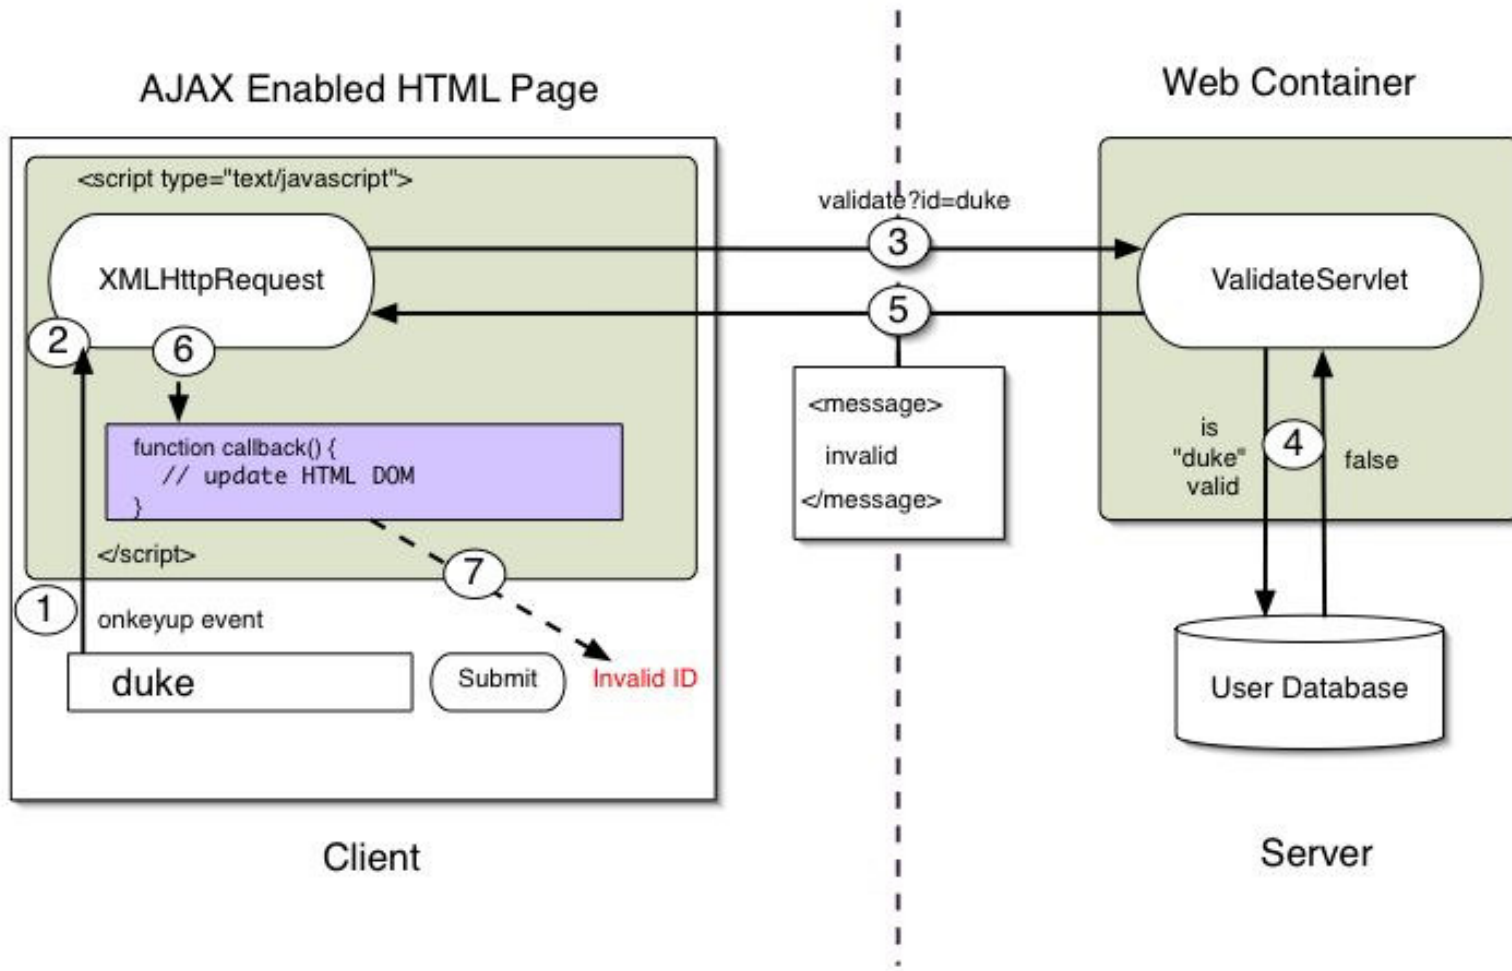 AJAX Enabled HTML Page
Web Container
<script type="text/javascript">
validate?id=duke
3
XMLHttpRequest
ValidateServlet
5
2
6
<message>
invalid
</message>
is
"duke"
valid
4
false
function callback() {
// update HTML DOM
}
</script>
7
1
onkeyup event
duke
Submit
Invalid ID
User Database
Client
Server